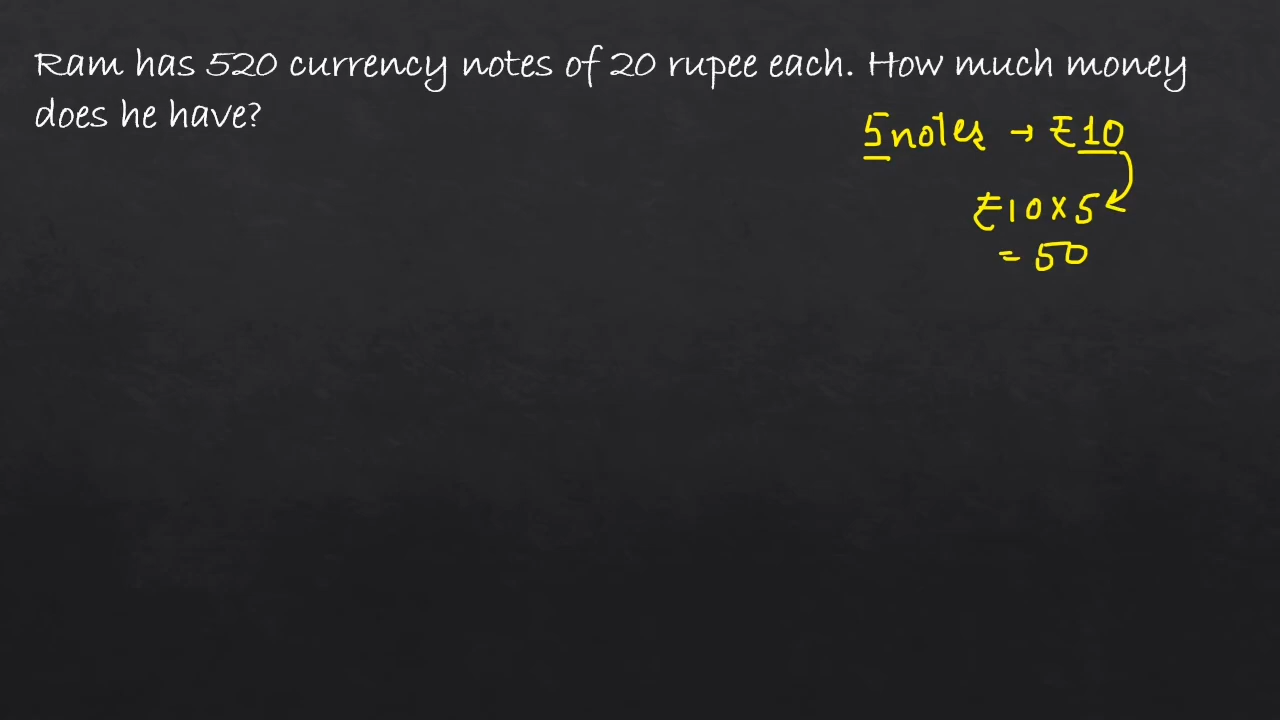 Ram has 520 currency notes of 20 rupee each. How much money
does he have?
5 notes → ₹10
₹10 × 5
= 50